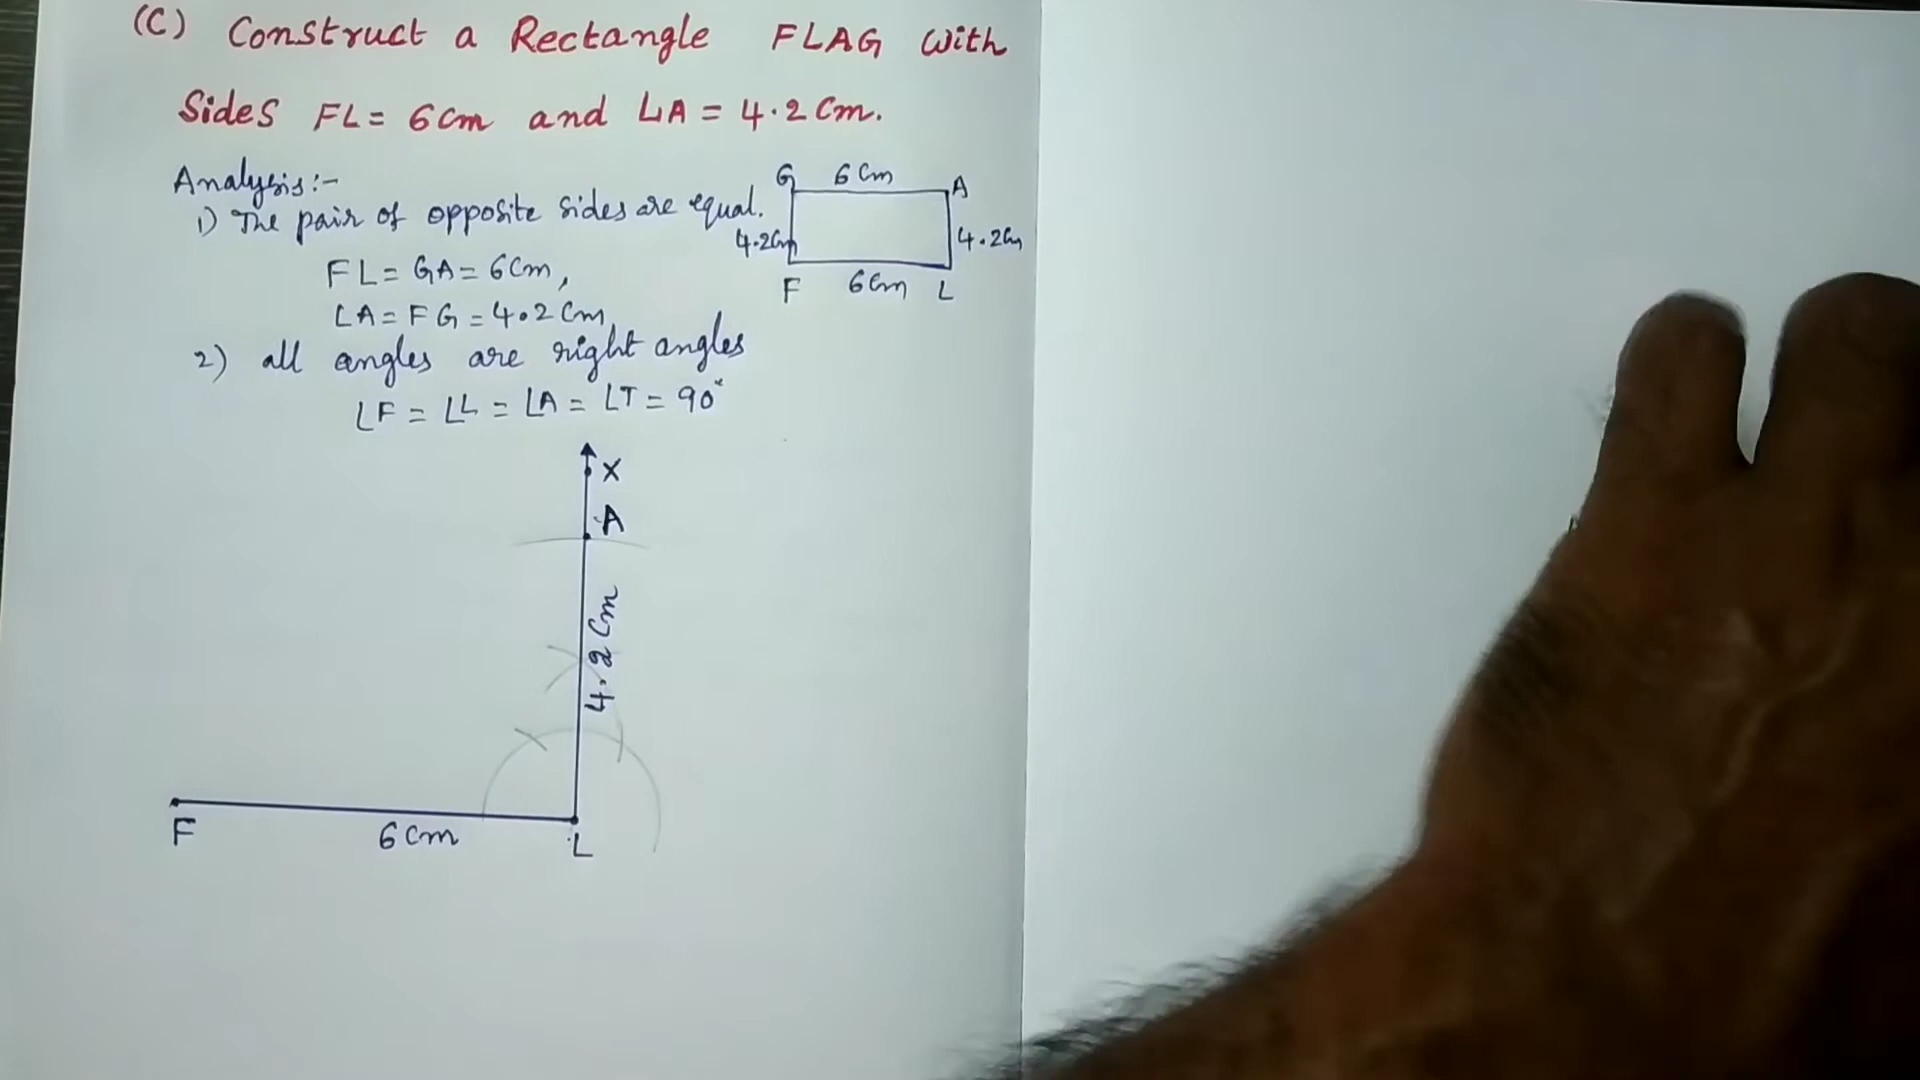 (C) Construct a Rectangle FLAG With
Sides FL = 6cm and LA = 4.2 Cm.
Analysis:-
1) The pair of opposite sides are equal.
FL = GA = 6Cm,
LA = FG = 4.2 Cm
2) all angles are right angles
∠F = ∠L = ∠A = ∠T = 90°
G 6 Cm A
4.2Cm 4.2Cm
F 6Cm L
X
A
4.2 Cm
F 6 Cm L